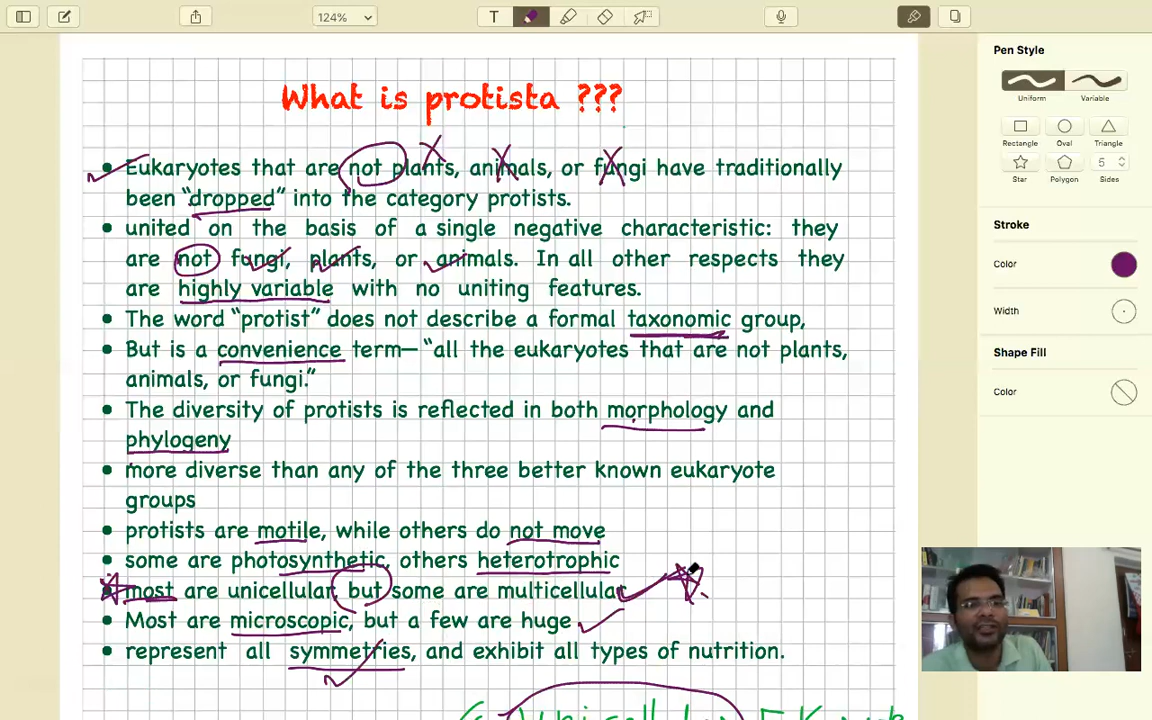 124%
T
Pen Style
Uniform
Variable
Rectangle
Oval
Triangle
Star
Polygon
5
Sides
Stroke
Color
Width
Shape Fill
Color
What is protista ???
• Eukaryotes that are not plants, animals, or fungi have traditionally
been "dropped" into the category protists.
• united on the basis of a single negative characteristic: they
are not fungi, plants, or animals. In all other respects they
are highly variable with no uniting features.
• The word "protist" does not describe a formal taxonomic group,
• But is a convenience term— "all the eukaryotes that are not plants,
animals, or fungi."
• The diversity of protists is reflected in both morphology and
phylogeny
• more diverse than any of the three better known eukaryote
groups
• protists are motile, while others do not move
• some are photosynthetic, others heterotrophic
• most are unicellular, but some are multicellular
• Most are microscopic, but a few are huge
• represent all symmetries, and exhibit all types of nutrition.